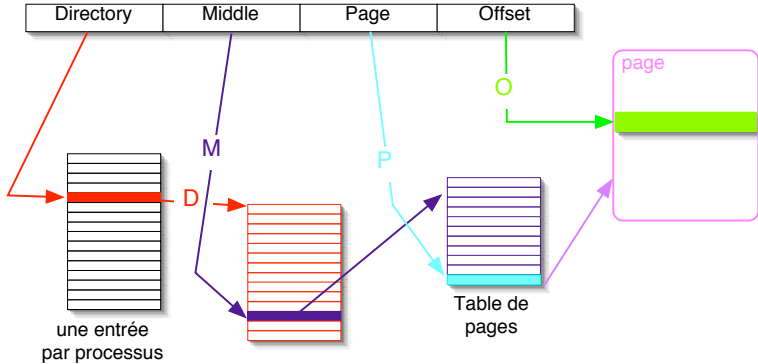 Directory Middle Page Offset
page
O
M
P
D
une entrée
par processus
Table de
pages